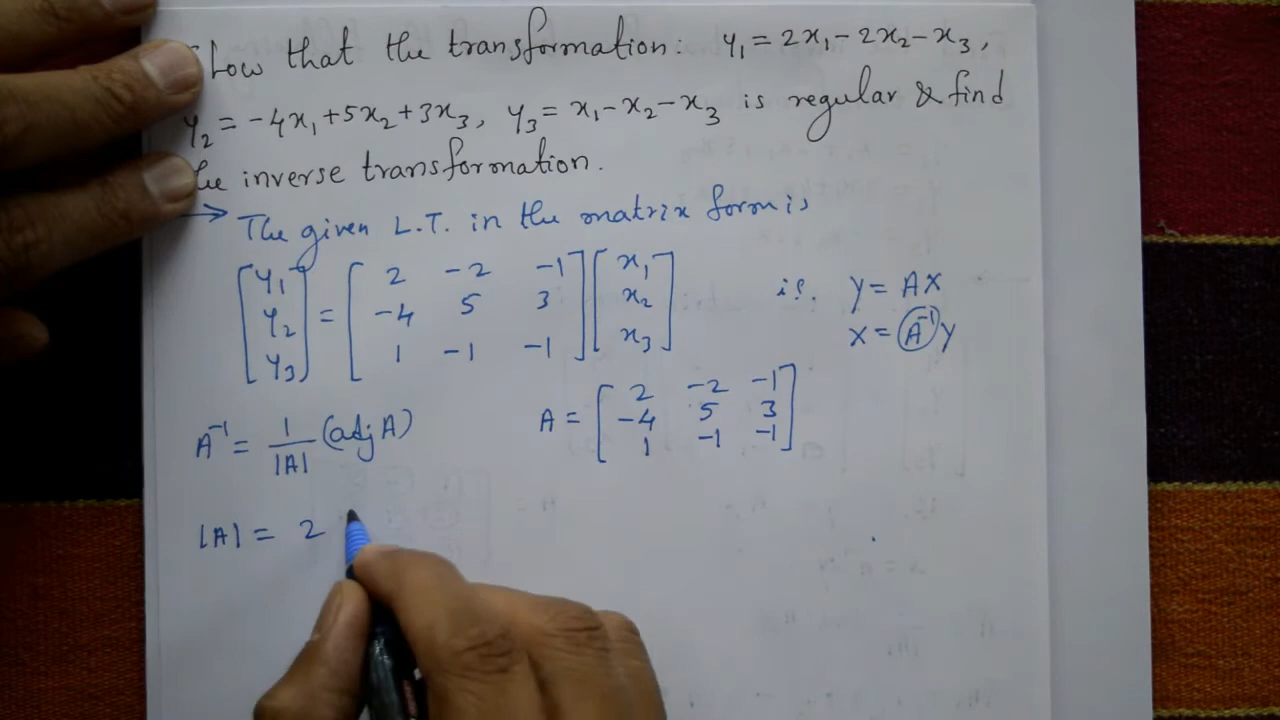 Show that the transformation: y₁ = 2x₁ - 2x₂ - x₃,
y₂ = -4x₁ + 5x₂ + 3x₃, y₃ = x₁ - x₂ - x₃ is regular & find
the inverse transformation.
→ The given L.T. in the matrix form is
[y₁ y₂ y₃] = [2 -2 -1 -4 5 3 1 -1 -1] [x₁ x₂ x₃] i.e. Y = AX
X = A⁻¹Y
A⁻¹ = 1/|A| (adj A) A = [2 -2 -1 -4 5 3 1 -1 -1]
|A| = 2